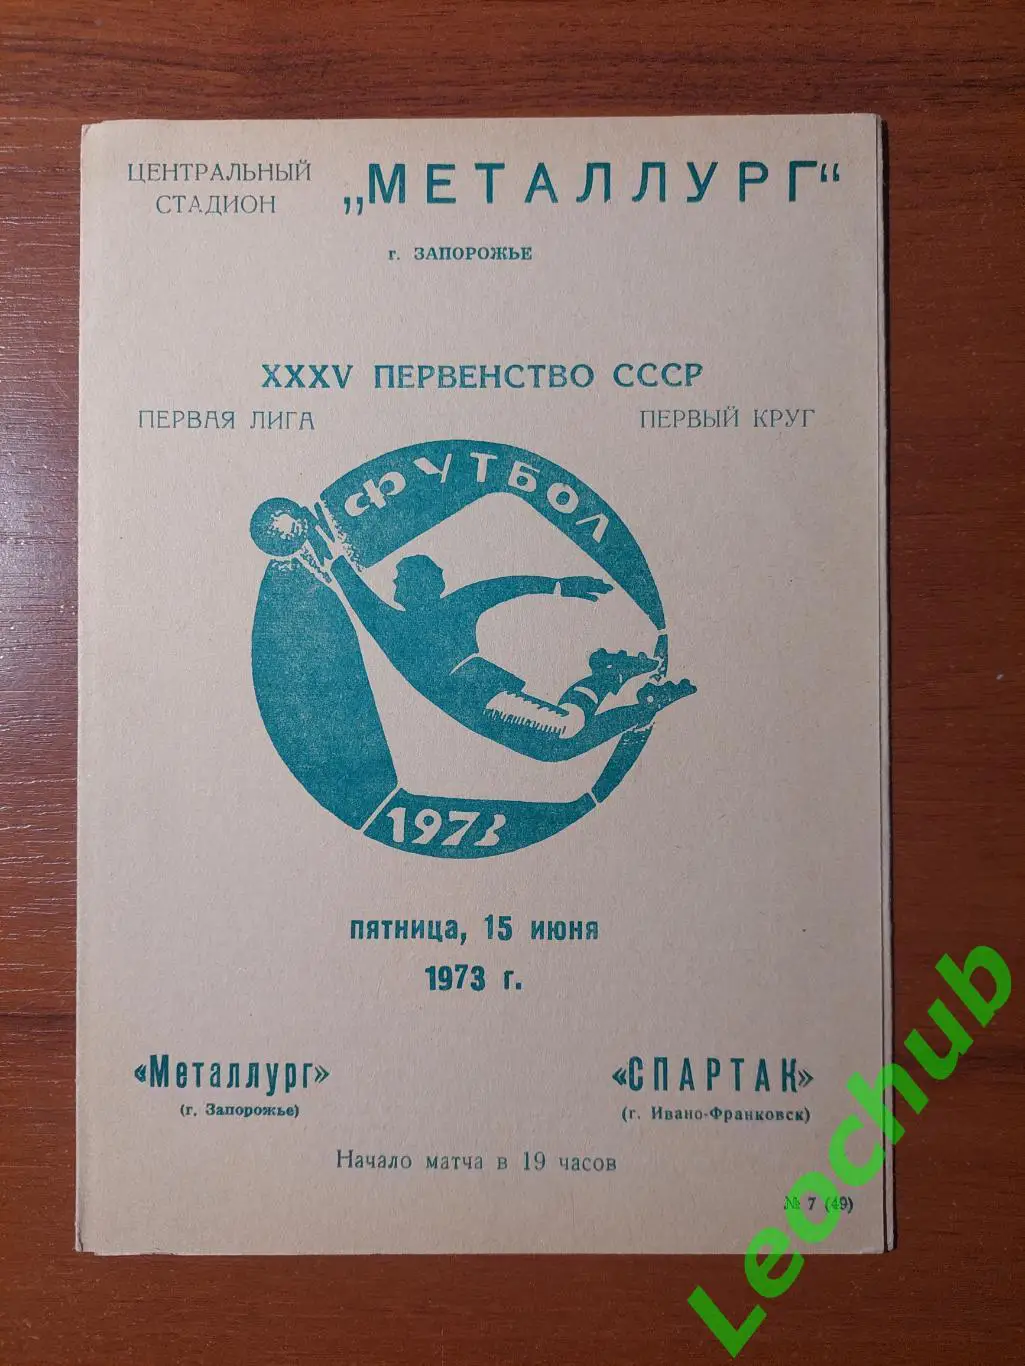 ЦЕНТРАЛЬНЫЙ
СТАДИОН
„МЕТАЛЛУРГ“
г. ЗАПОРОЖЬЕ
XXXV ПЕРВЕНСТВО СССР
ПЕРВАЯ ЛИГА
ПЕРВЫЙ КРУГ
ФУТБОЛ
1973
пятница, 15 июня
1973 г.
«Металлург»
(г. Запорожье)
«СПАРТАК»
(г. Ивано-Франковск)
Начало матча в 19 часов
№ 7 (49)
Leochub